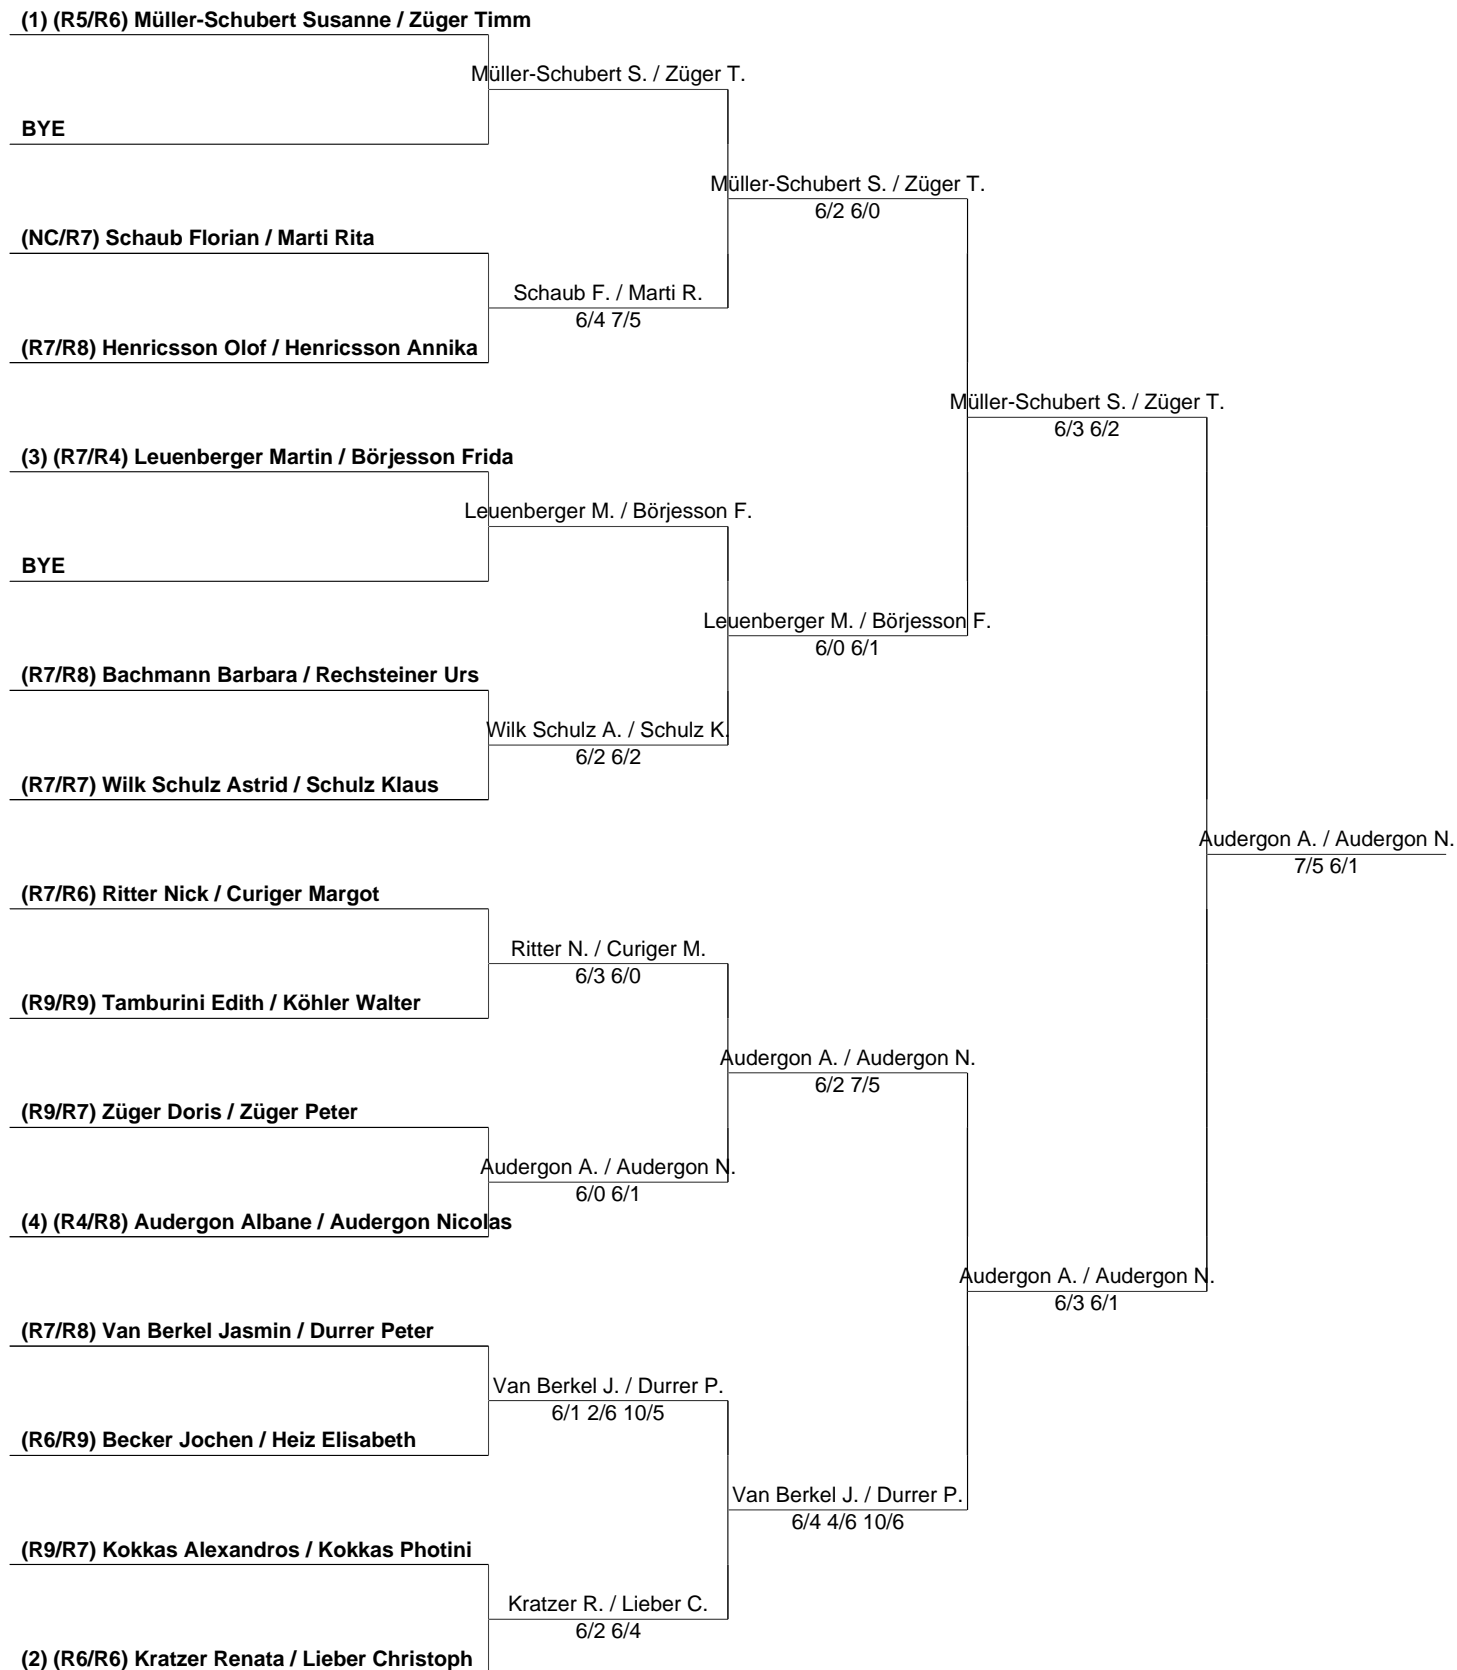 (1) (R5/R6) Müller-Schubert Susanne / Züger Timm
Müller-Schubert S. / Züger T.
BYE
Müller-Schubert S. / Züger T.
6/2 6/0
(NC/R7) Schaub Florian / Marti Rita
Schaub F. / Marti R.
6/4 7/5
(R7/R8) Henricsson Olof / Henricsson Annika
Müller-Schubert S. / Züger T.
6/3 6/2
(3) (R7/R4) Leuenberger Martin / Börjesson Frida
Leuenberger M. / Börjesson F.
BYE
Leuenberger M. / Börjesson F.
6/0 6/1
(R7/R8) Bachmann Barbara / Rechsteiner Urs
Wilk Schulz A. / Schulz K.
6/2 6/2
(R7/R7) Wilk Schulz Astrid / Schulz Klaus
Audergon A. / Audergon N.
7/5 6/1
(R7/R6) Ritter Nick / Curiger Margot
Ritter N. / Curiger M.
6/3 6/0
(R9/R9) Tamburini Edith / Köhler Walter
Audergon A. / Audergon N.
6/2 7/5
(R9/R7) Züger Doris / Züger Peter
Audergon A. / Audergon N.
6/0 6/1
(4) (R4/R8) Audergon Albane / Audergon Nicolas
Audergon A. / Audergon N.
6/3 6/1
(R7/R8) Van Berkel Jasmin / Durrer Peter
Van Berkel J. / Durrer P.
6/1 2/6 10/5
(R6/R9) Becker Jochen / Heiz Elisabeth
Van Berkel J. / Durrer P.
6/4 4/6 10/6
(R9/R7) Kokkas Alexandros / Kokkas Photini
Kratzer R. / Lieber C.
6/2 6/4
(2) (R6/R6) Kratzer Renata / Lieber Christoph